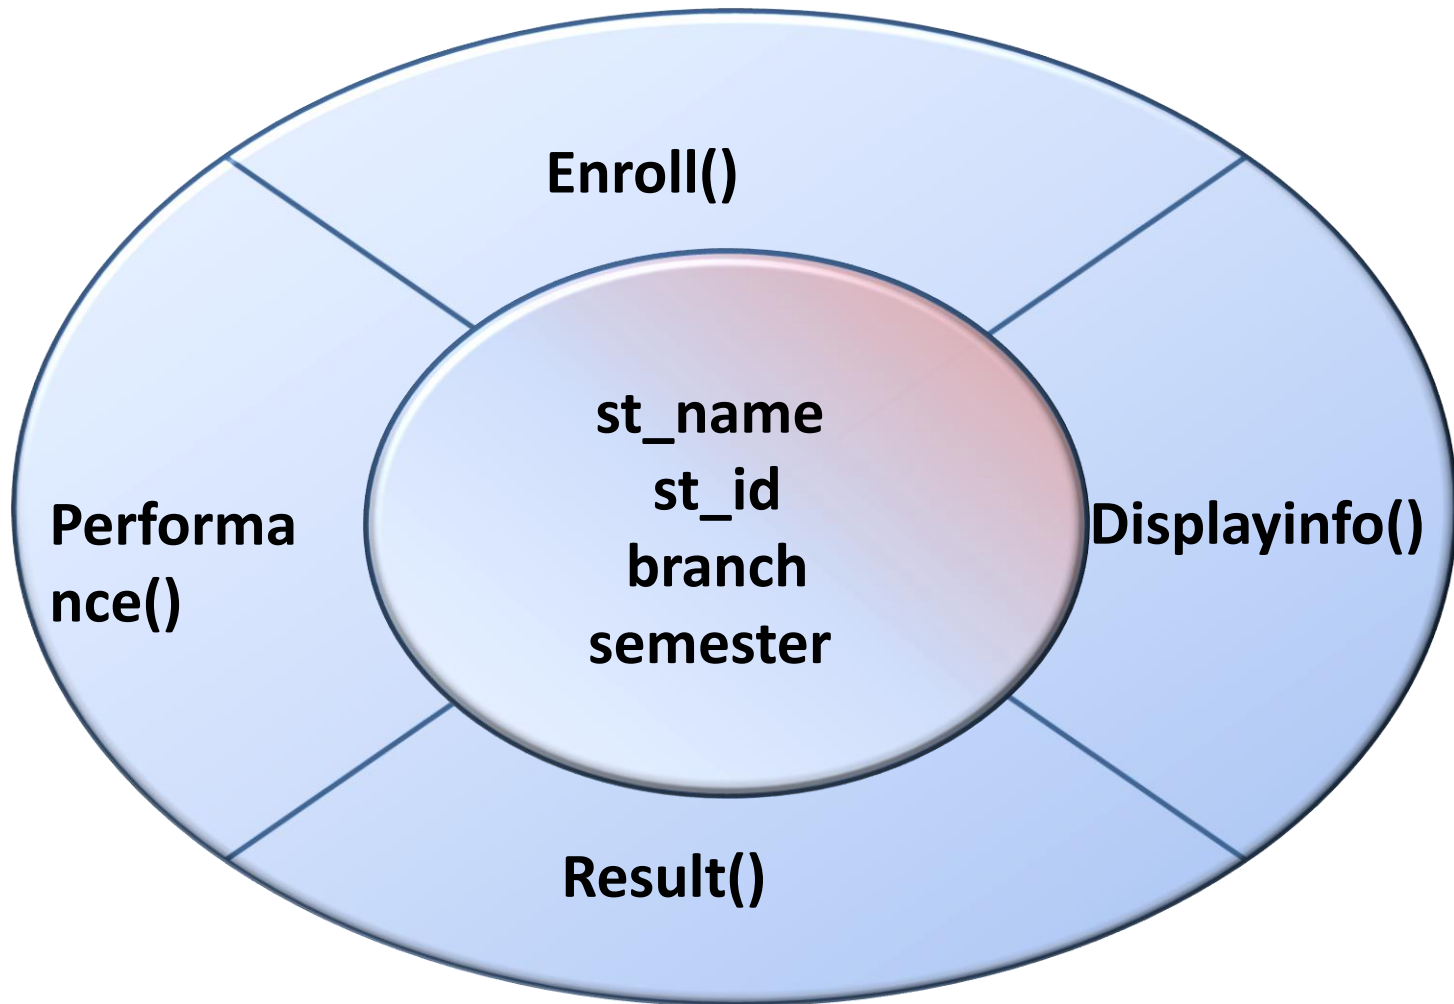 Enroll()
st_name
st_id
branch
semester
Performa
nce()
Displayinfo()
Result()